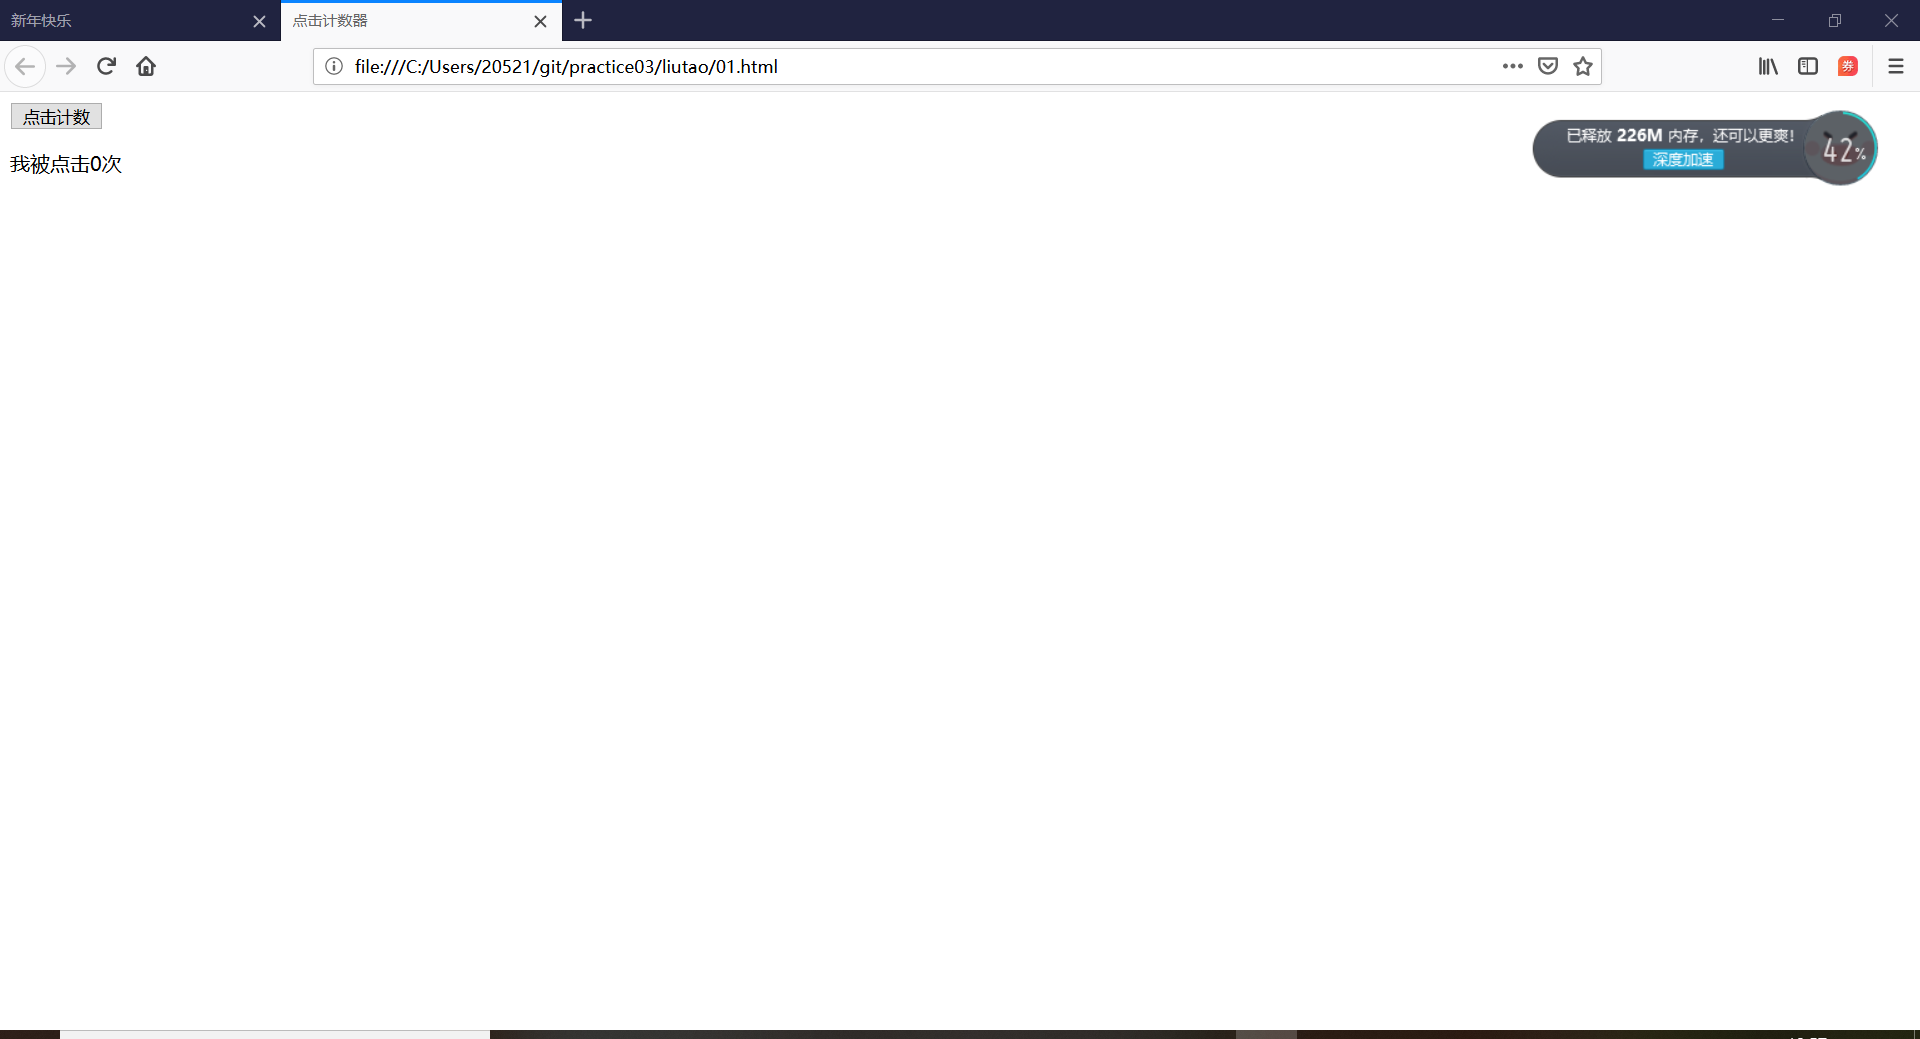 新年快乐
点击计数器
file:///C:/Users/20521/git/practice03/liutao/01.html
券
点击计数
我被点击0次
已释放 226M 内存，还可以更爽！
深度加速
42%